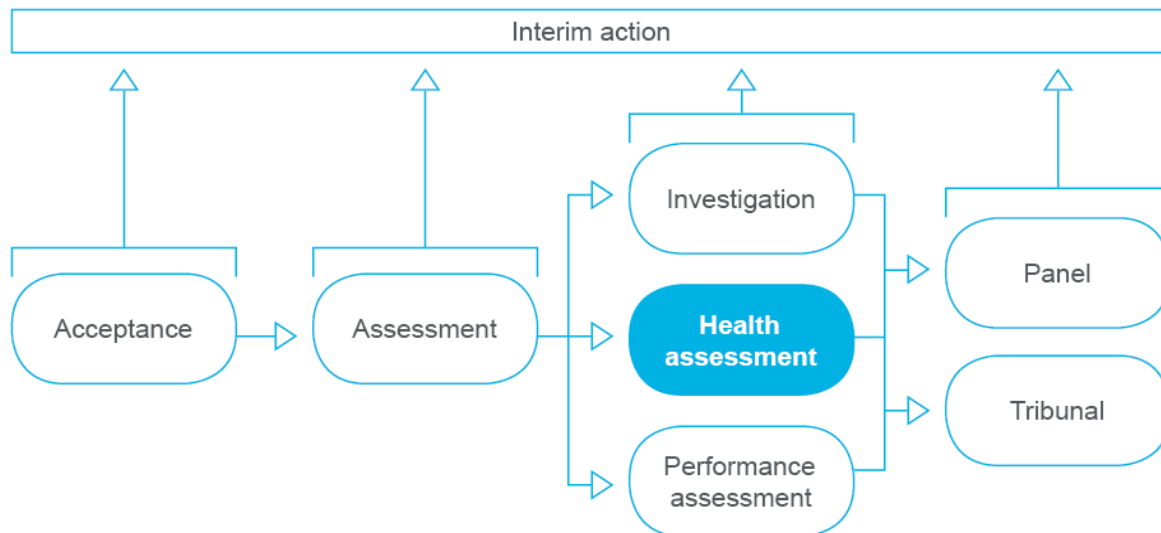 Interim action
Acceptance
Assessment
Investigation
Health
assessment
Performance
assessment
Panel
Tribunal